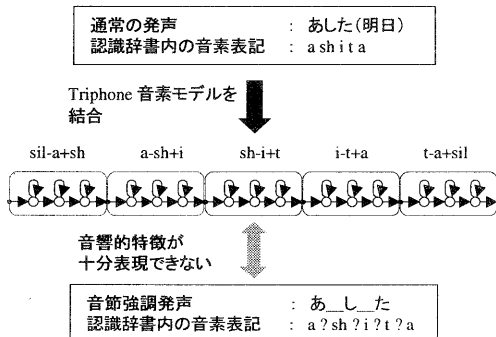 通常の発声 : あした(明日)
認識辞書内の音素表記 : a sh i t a
Triphone 音素モデルを
結合
sil-a+sh a-sh+i sh-i+t i-t+a t-a+sil
音響的特徴が
十分表現できない
音節強調発声 : あ__し__た
認識辞書内の音素表記 : a ? sh ? i ? t ? a